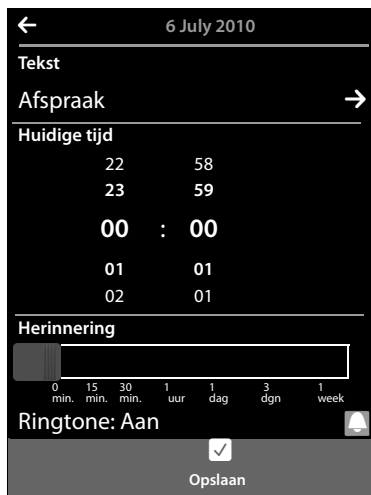 6 July 2010
Tekst
Afspraak
Huidige tijd
22 58
23 59
00 : 00
01 01
02 01
Herinnering
0 min. 15 min. 30 min. 1 uur 1 dag 3 dgn 1 week
Ringtone: Aan
Opslaan